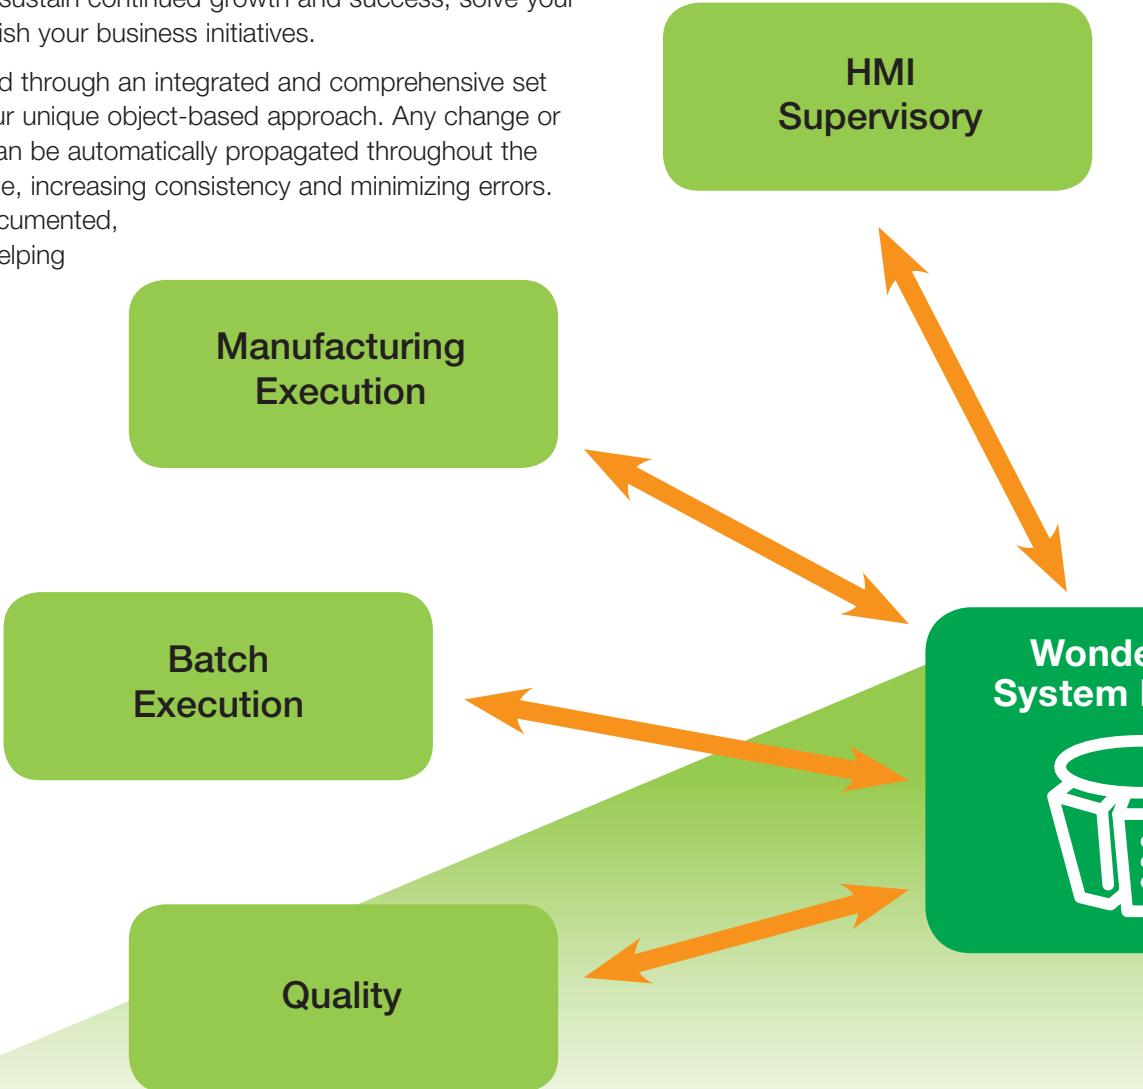 sustain continued growth and success, solve your
ish your business initiatives.
d through an integrated and comprehensive set
ur unique object-based approach. Any change or
an be automatically propagated throughout the
e, increasing consistency and minimizing errors.
cumented,
elping
HMI
Supervisory
Manufacturing
Execution
Batch
Execution
Wonde
System
Quality